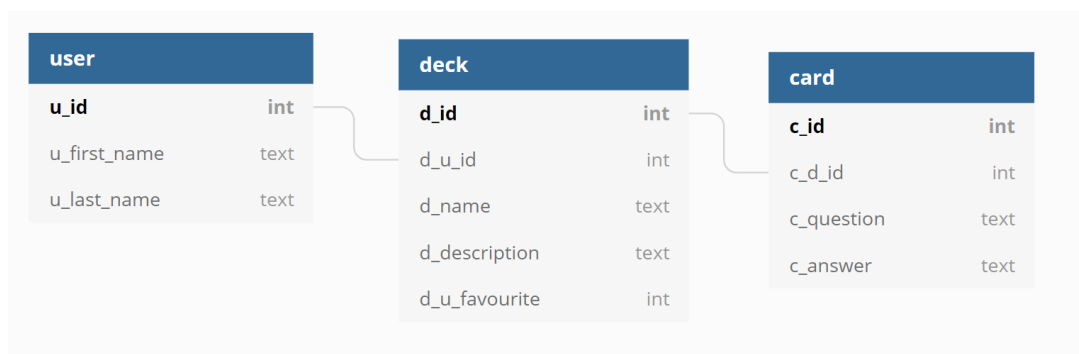 user
u_id int
u_first_name text
u_last_name text
deck
d_id int
d_u_id int
d_name text
d_description text
d_u_favourite int
card
c_id int
c_d_id int
c_question text
c_answer text